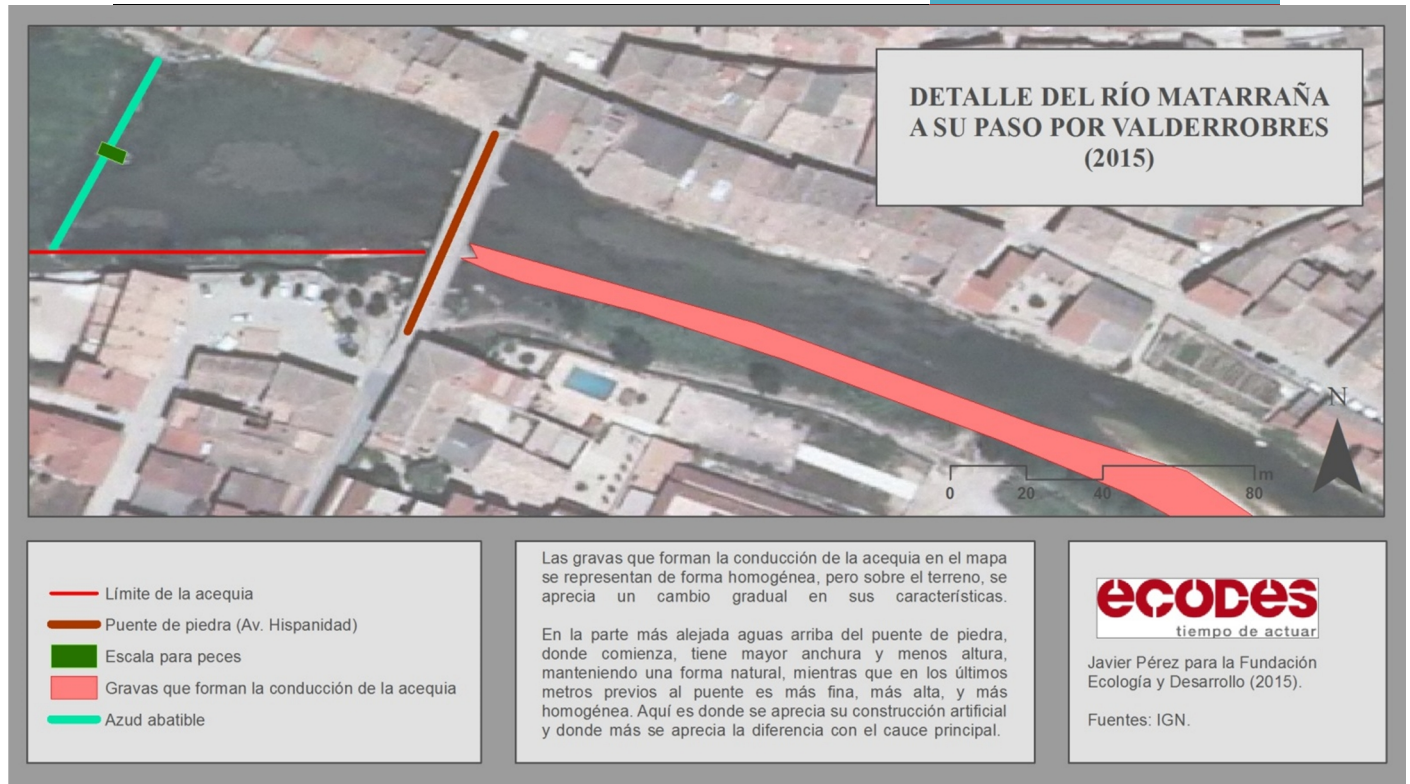 DETALLE DEL RÍO MATARRAÑA
A SU PASO POR VALDERROBRES
(2015)
N
m
0 20 40 80
Límite de la acequia
Puente de piedra (Av. Hispanidad)
Escala para peces
Gravas que forman la conducción de la acequia
Azud abatible
Las gravas que forman la conducción de la acequia en el mapa
se representan de forma homogénea, pero sobre el terreno, se
aprecia un cambio gradual en sus características.
En la parte más alejada aguas arriba del puente de piedra,
donde comienza, tiene mayor anchura y menos altura,
manteniendo una forma natural, mientras que en los últimos
metros previos al puente es más fina, más alta, y más
homogénea. Aquí es donde se aprecia su construcción artificial
y donde más se aprecia la diferencia con el cauce principal.
ecodes
tiempo de actuar
Javier Pérez para la Fundación
Ecología y Desarrollo (2015).
Fuentes: IGN.